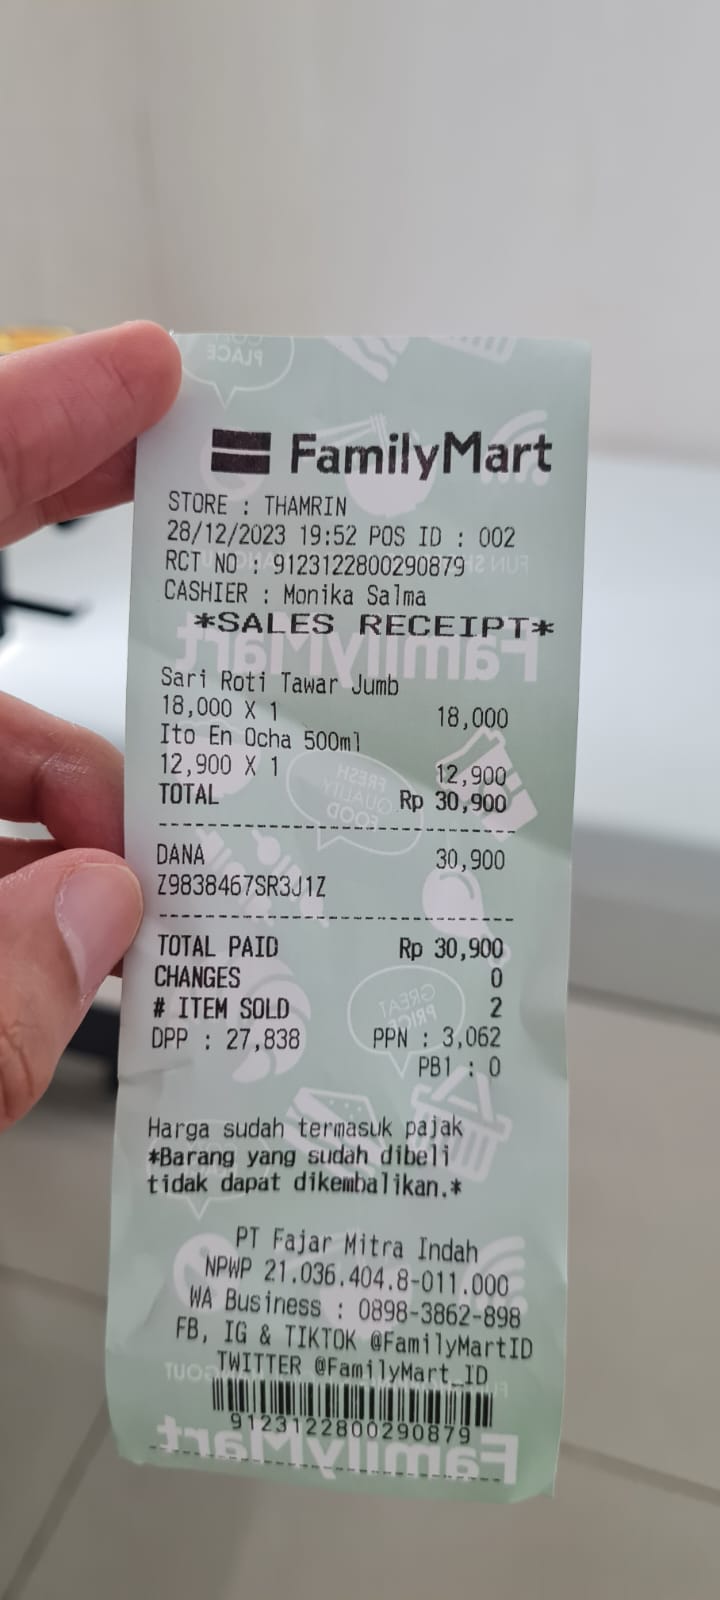 FamilyMart
STORE : THAMRIN
28/12/2023 19:52 POS ID : 002
RCT NO : 9123122800290879
CASHIER : Monika Salma
*SALES RECEIPT*
Sari Roti Tawar Jumb
18,000 X 1 18,000
Ito En Ocha 500ml
12,900 X 1 12,900
TOTAL Rp 30,900
DANA 30,900
Z9838467SR3J1Z
TOTAL PAID Rp 30,900
CHANGES 0
# ITEM SOLD 2
DPP : 27,838 PPN : 3,062
PB1 : 0
Harga sudah termasuk pajak
*Barang yang sudah dibeli
tidak dapat dikembalikan.*
PT Fajar Mitra Indah
NPWP 21.036.404.8-011.000
WA Business : 0898-3862-898
FB, IG & TIKTOK @FamilyMartID
TWITTER @FamilyMart_ID
9123122800290879